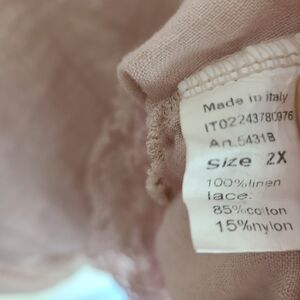 Made in Italy
IT02243780976
Art.5431B
Size 2X
100%linen
lace:
85%cotton
15%nylon